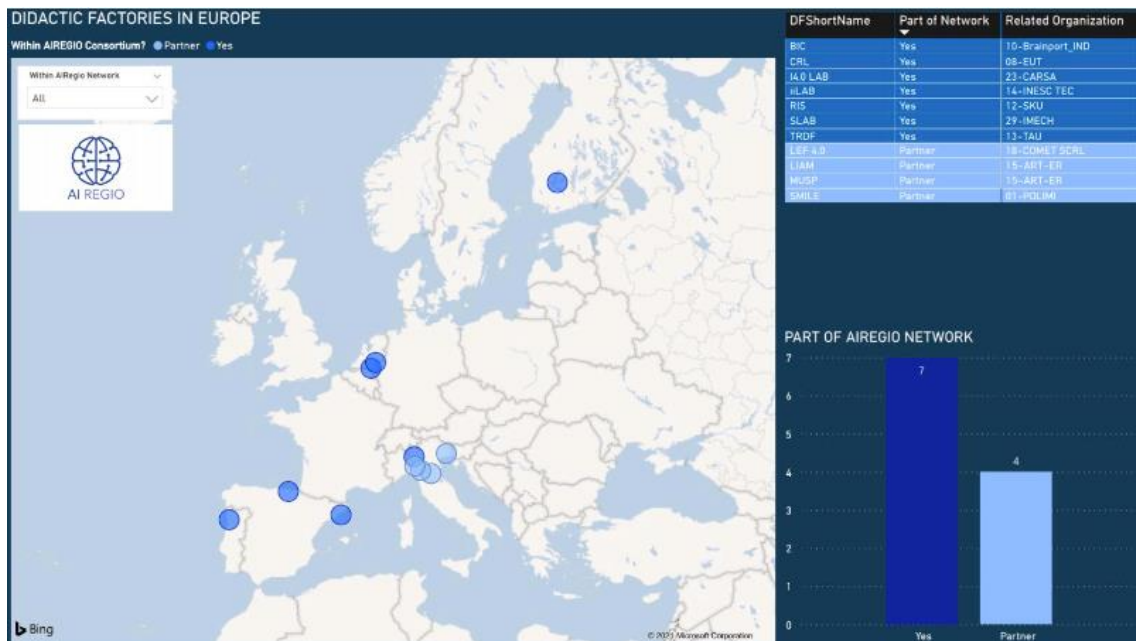 DIDACTIC FACTORIES IN EUROPE
Within AIREGIO Consortium? Partner Yes
Within AIRegio Network
All
AI REGIO
Bing
© 2021 Microsoft Corporation
DFShortName Part of Network Related Organization
BIC Yes 10-Brainport_IND
CRL Yes 08-EUT
I4.0 LAB Yes 23-CARSA
iiLAB Yes 14-INESC TEC
RIS Yes 12-SKU
SLAB Yes 29-IMECH
TRDF Yes 13-TAU
LEF 4.0 Partner 18-COMET SCRL
LIAM Partner 15-ART-ER
MUSP Partner 15-ART-ER
SMILE Partner 01-POLIMI
PART OF AIREGIO NETWORK
7
6
5
4
3
2
1
0
7
4
Yes Partner